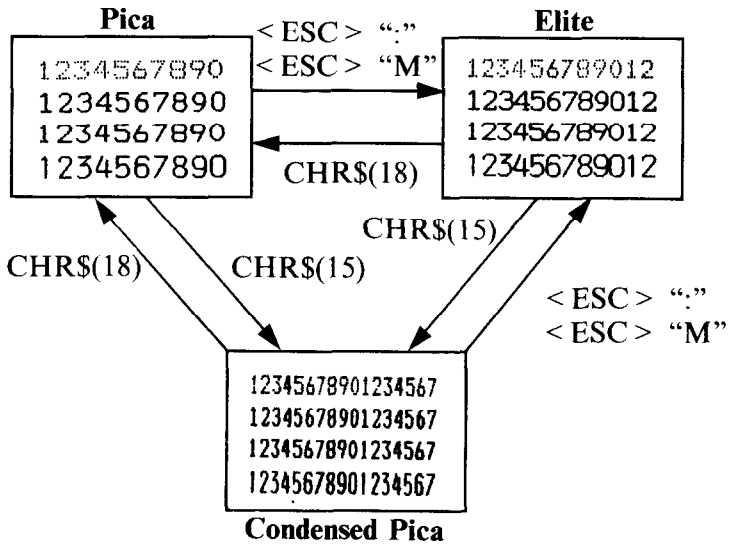 Pica
Elite
< ESC > “:”
< ESC > “M”
1234567890
1234567890
1234567890
1234567890
123456789012
123456789012
123456789012
123456789012
CHR$(18)
CHR$(15)
CHR$(18)
CHR$(15)
< ESC > “:”
< ESC > “M”
12345678901234567
12345678901234567
12345678901234567
12345678901234567
Condensed Pica